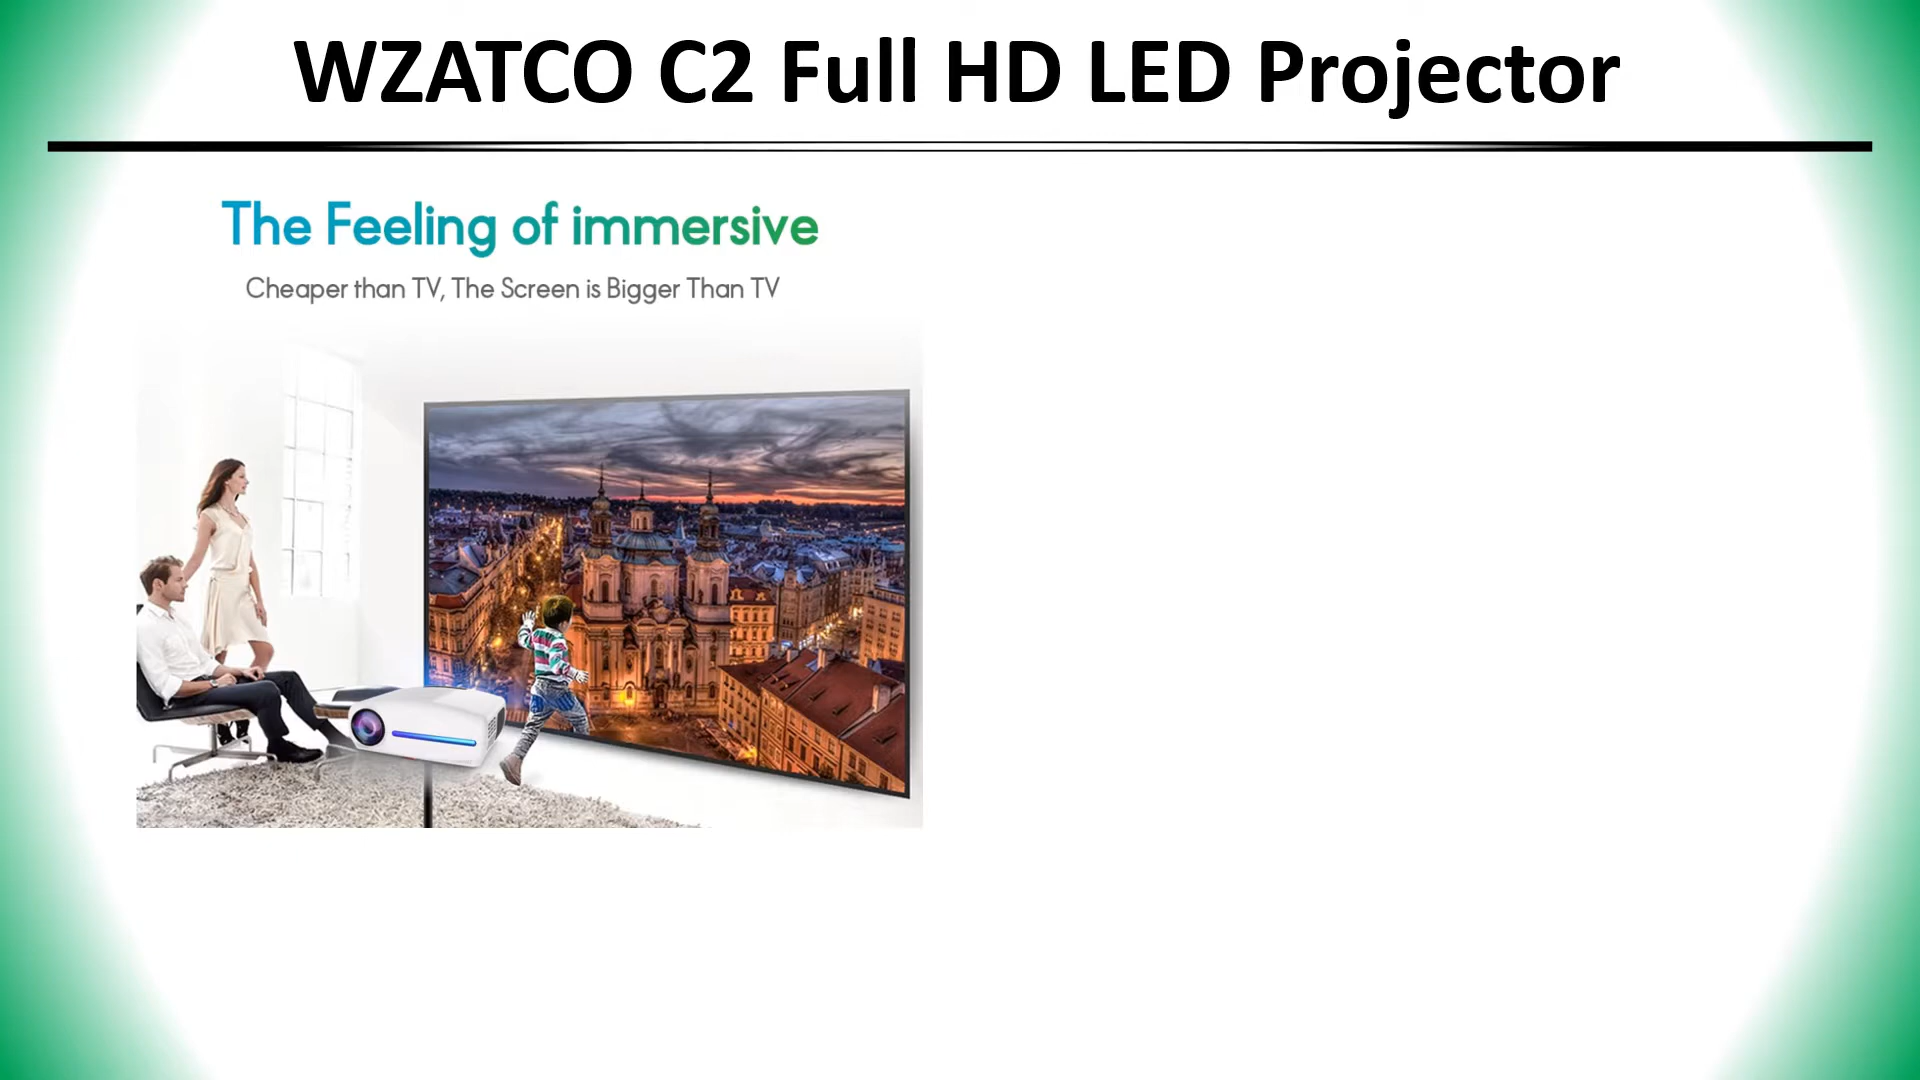 WZATCO C2 Full HD LED Projector
The Feeling of immersive
Cheaper than TV, The Screen is Bigger Than TV